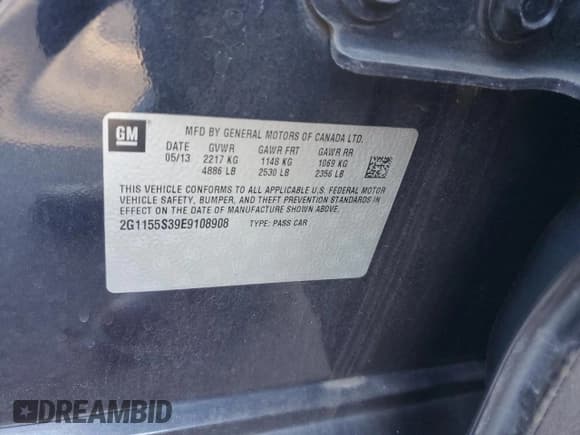 GM
MFD BY GENERAL MOTORS OF CANADA LTD.
DATE GVWR GAWR FRT GAWR RR
05/13 2217 KG 1148 KG 1069 KG
4886 LB 2530 LB 2356 LB
THIS VEHICLE CONFORMS TO ALL APPLICABLE U.S. FEDERAL MOTOR
VEHICLE SAFETY, BUMPER, AND THEFT PREVENTION STANDARDS IN
EFFECT ON THE DATE OF MANUFACTURE SHOWN ABOVE.
2G1155S39E9108908 TYPE: PASS CAR
DREAMBID